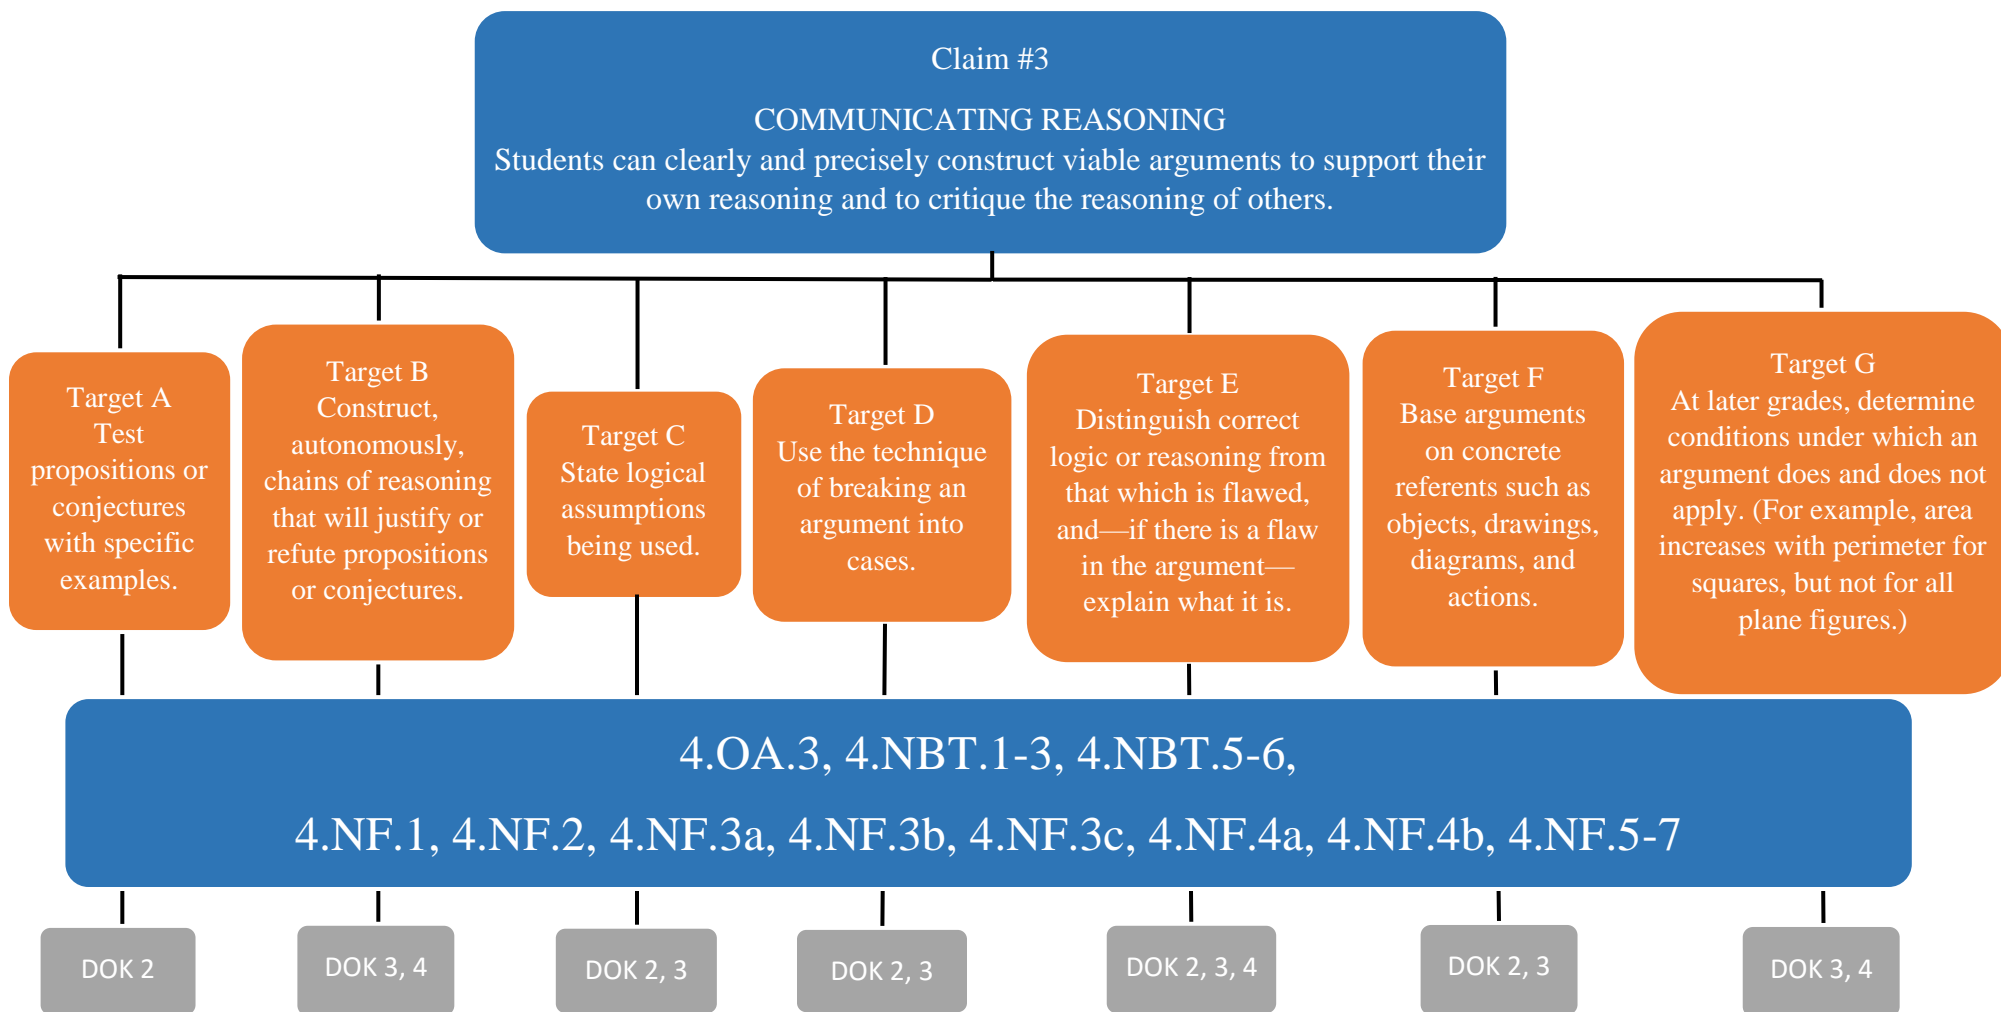 Claim #3
COMMUNICATING REASONING
Students can clearly and precisely construct viable arguments to support their
own reasoning and to critique the reasoning of others.
Target A
Test
propositions or
conjectures
with specific
examples.
Target B
Construct,
autonomously,
chains of reasoning
that will justify or
refute propositions
or conjectures.
Target C
State logical
assumptions
being used.
Target D
Use the technique
of breaking an
argument into
cases.
Target E
Distinguish correct
logic or reasoning from
that which is flawed,
and—if there is a flaw
in the argument—
explain what it is.
Target F
Base arguments
on concrete
referents such as
objects, drawings,
diagrams, and
actions.
Target G
At later grades, determine
conditions under which an
argument does and does not
apply. (For example, area
increases with perimeter for
squares, but not for all
plane figures.)
4.OA.3, 4.NBT.1-3, 4.NBT.5-6,
4.NF.1, 4.NF.2, 4.NF.3a, 4.NF.3b, 4.NF.3c, 4.NF.4a, 4.NF.4b, 4.NF.5-7
DOK 2
DOK 3, 4
DOK 2, 3
DOK 2, 3
DOK 2, 3, 4
DOK 2, 3
DOK 3, 4